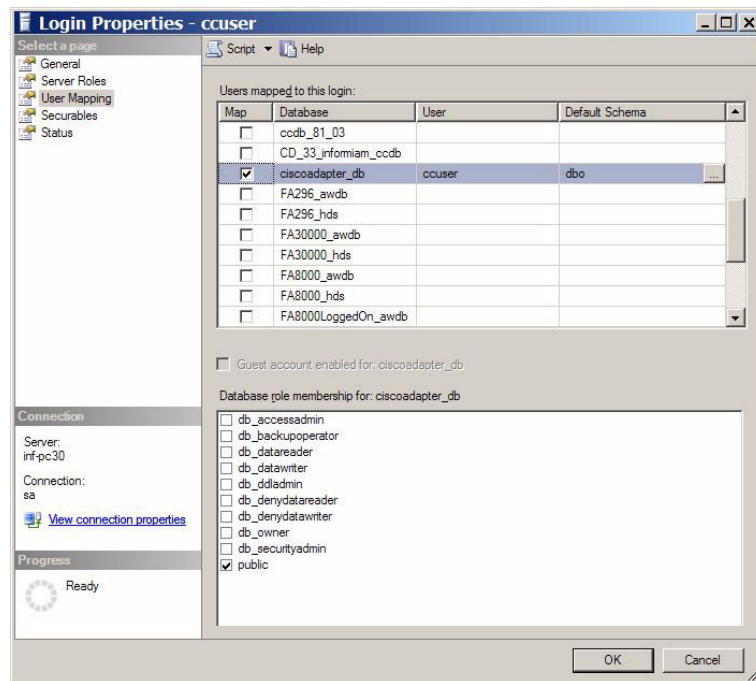 Login Properties - ccuser
Select a page
General
Server Roles
User Mapping
Securables
Status
Script Help
Users mapped to this login:
Map Database User Default Schema
ccdb_81_03
CD_33_informiam_ccdb
ciscoadapter_db ccuser dbo ...
FA296_awdb
FA296_hds
FA30000_awdb
FA30000_hds
FA8000_awdb
FA8000_hds
FA8000LoggedOn_awdb
Guest account enabled for: ciscoadapter_db
Database role membership for: ciscoadapter_db
db_accessadmin
db_backupoperator
db_datareader
db_datawriter
db_ddladmin
db_denydatareader
db_denydatawriter
db_owner
db_securityadmin
public
Connection
Server:
inf-pc30
Connection:
sa
View connection properties
Progress
Ready
OK Cancel